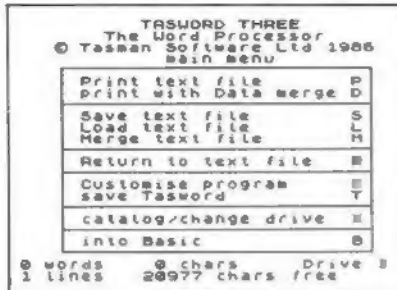 TASWORD THREE
The Word Processor
© Tasman Software Ltd 1986
main menu
Print text file P
print with Data merge D
Save text file S
Load text file L
Merge text file M
Return to text file
Customise program
save Tasword T
catalog/change drive
into Basic B
0 words 0 chars Drive
1 lines 20977 chars free